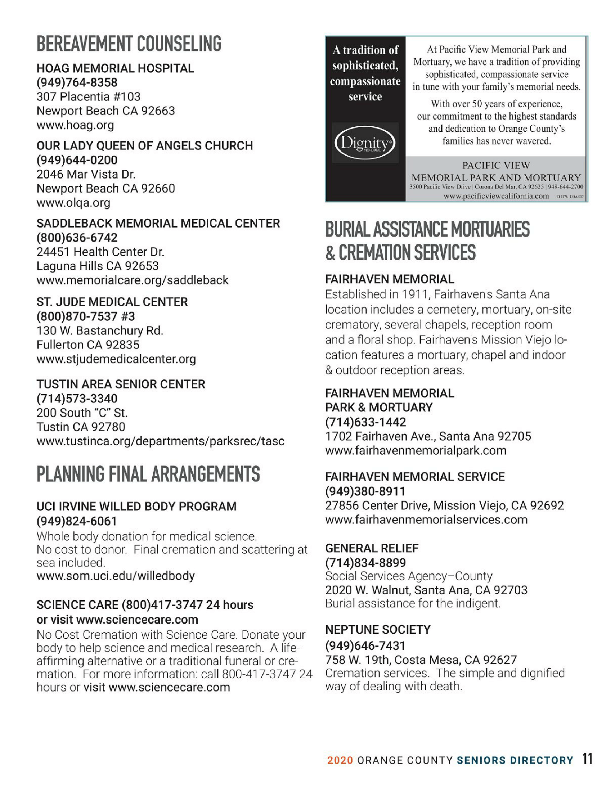 BEREAVEMENT COUNSELING
HOAG MEMORIAL HOSPITAL
(949)764-8358
307 Placentia #103
Newport Beach CA 92663
www.hoag.org
OUR LADY QUEEN OF ANGELS CHURCH
(949)644-0200
2046 Mar Vista Dr.
Newport Beach CA 92660
www.olqa.org
SADDLEBACK MEMORIAL MEDICAL CENTER
(800)636-6742
24451 Health Center Dr.
Laguna Hills CA 92653
www.memorialcare.org/saddleback
ST. JUDE MEDICAL CENTER
(800)870-7537 #3
130 W. Bastanchury Rd.
Fullerton CA 92835
www.stjudemedicalcenter.org
TUSTIN AREA SENIOR CENTER
(714)573-3340
200 South "C" St.
Tustin CA 92780
www.tustinca.org/departments/parksrec/tasc
PLANNING FINAL ARRANGEMENTS
UCI IRVINE WILLED BODY PROGRAM
(949)824-6061
Whole body donation for medical science.
No cost to donor. Final cremation and scattering at
sea included.
www.som.uci.edu/willedbody
SCIENCE CARE (800)417-3747 24 hours
or visit www.sciencecare.com
No Cost Cremation with Science Care. Donate your
body to help science and medical research. A life
affirming alternative or a traditional funeral or cre-
mation. For more information: call 800-417-3747 24
hours or visit www.sciencecare.com
A tradition of
sophisticated,
compassionate
service
Dignity
At Pacific View Memorial Park and
Mortuary, we have a tradition of providing
sophisticated, compassionate service
in tune with your family's memorial needs.
With over 50 years of experience,
our commitment to the highest standards
and dedication to Orange County's
families has never wavered.
PACIFIC VIEW
MEMORIAL PARK AND MORTUARY
3500 Pacific View Drive | Corona Del Mar, CA 92625 | 949-644-2700
www.pacificviewcalifornia.com
BURIAL ASSISTANCE MORTUARIES
& CREMATION SERVICES
FAIRHAVEN MEMORIAL
Established in 1911, Fairhavens Santa Ana
location includes a cemetery, mortuary, on-site
crematory, several chapels, reception room
and a floral shop. Fairhavens Mission Viejo lo-
cation features a mortuary, chapel and indoor
& outdoor reception areas.
FAIRHAVEN MEMORIAL
PARK & MORTUARY
(714)633-1442
1702 Fairhaven Ave., Santa Ana 92705
www.fairhavenmemorialpark.com
FAIRHAVEN MEMORIAL SERVICE
(949)380-8911
27856 Center Drive, Mission Viejo, CA 92692
www.fairhavenmemorialservices.com
GENERAL RELIEF
(714)834-8899
Social Services Agency–County
2020 W. Walnut, Santa Ana, CA 92703
Burial assistance for the indigent.
NEPTUNE SOCIETY
(949)646-7431
758 W. 19th, Costa Mesa, CA 92627
Cremation services. The simple and dignified
way of dealing with death.
2020 ORANGE COUNTY SENIORS DIRECTORY 11